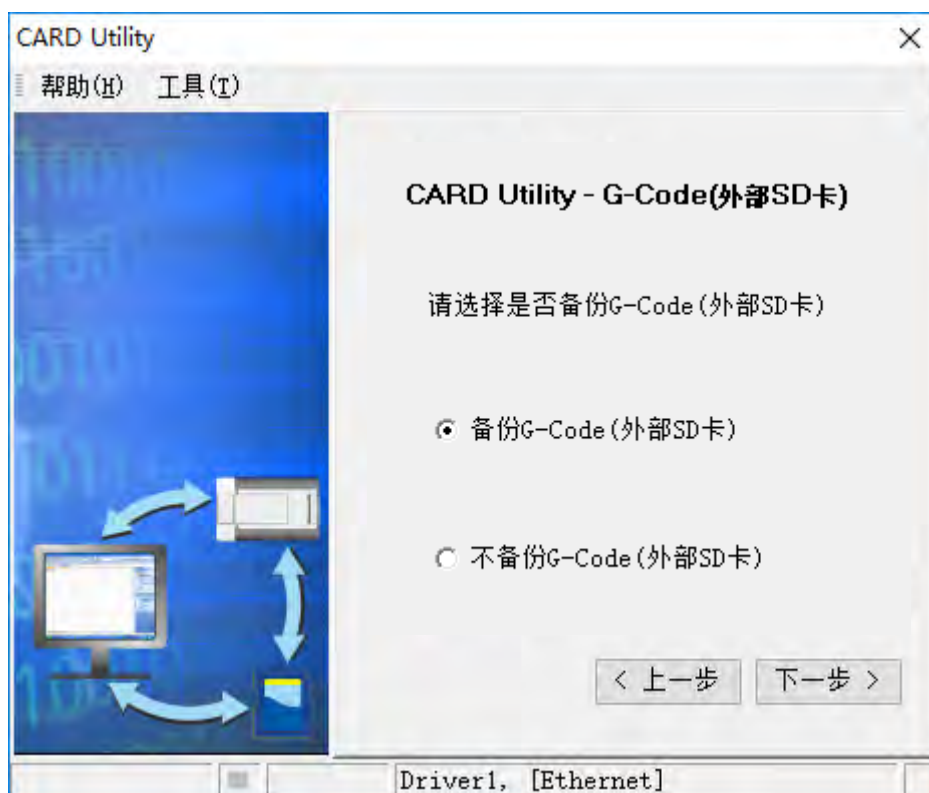 CARD Utility
帮助(H) 工具(T)
CARD Utility - G-Code(外部SD卡)
请选择是否备份G-Code(外部SD卡)
备份G-Code(外部SD卡)
不备份G-Code(外部SD卡)
< 上一步 下一步 >
Driver1, [Ethernet]